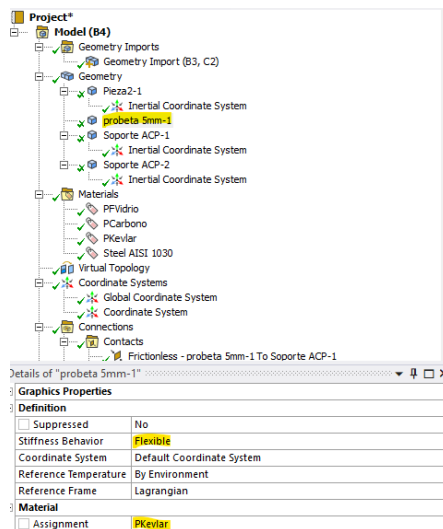 Project*
Model (B4)
Geometry Imports
Geometry Import (B3, C2)
Geometry
Pieza2-1
Inertial Coordinate System
probeta 5mm-1
Soporte ACP-1
Inertial Coordinate System
Soporte ACP-2
Inertial Coordinate System
Materials
PFVidrio
PCarbono
PKevlar
Steel AISI 1030
Virtual Topology
Coordinate Systems
Global Coordinate System
Coordinate System
Connections
Contacts
Frictionless - probeta 5mm-1 To Soporte ACP-1
Details of "probeta 5mm-1"
Graphics Properties
Definition
Suppressed No
Stiffness Behavior Flexible
Coordinate System Default Coordinate System
Reference Temperature By Environment
Reference Frame Lagrangian
Material
Assignment PKevlar